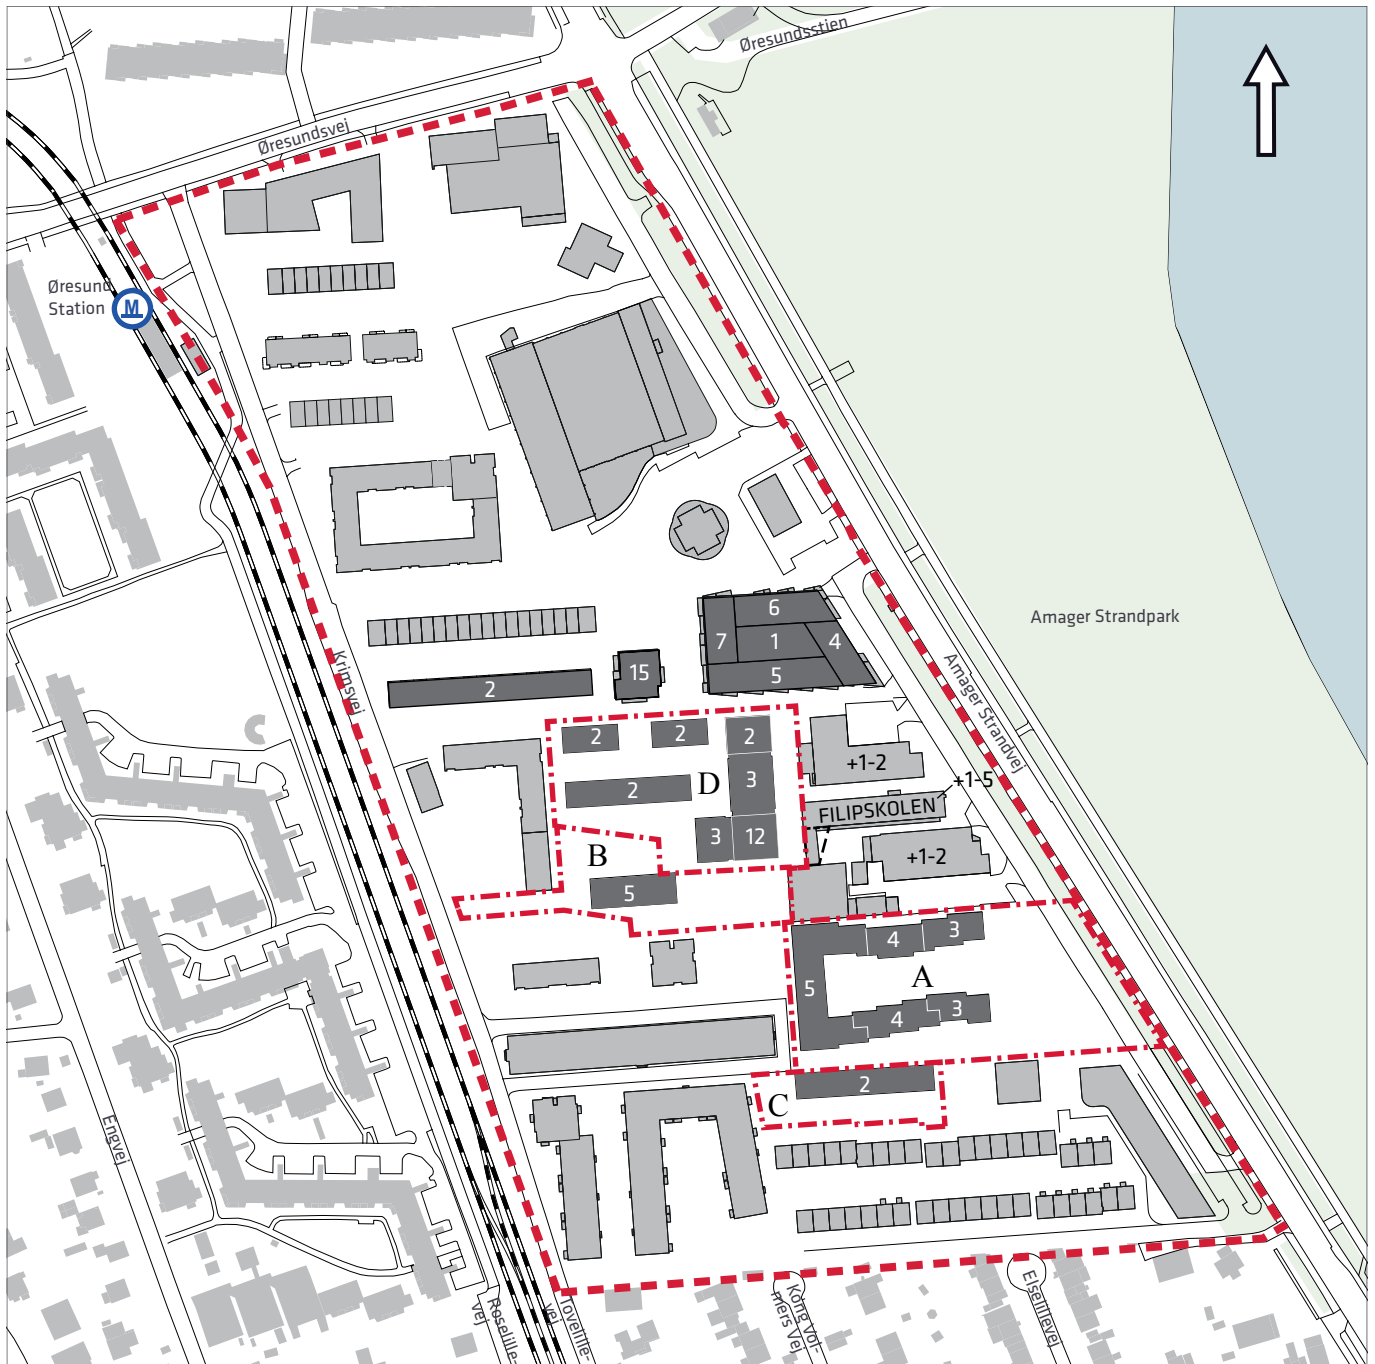 Øresundsstien
Øresundsvej
Øresund
Station
M
Amager Strandpark
6
7
1
4
5
15
2
Krimsvej
Amager Strandvej
2
2
2
+1-2
D
3
+1-5
2
FILIPSKOLEN
3
12
B
+1-2
5
3
4
A
5
4
3
2
C
Engvej
Roselille-
vej
Tovelille-
vej
Kong Vol-
mers Vej
Elselillevej